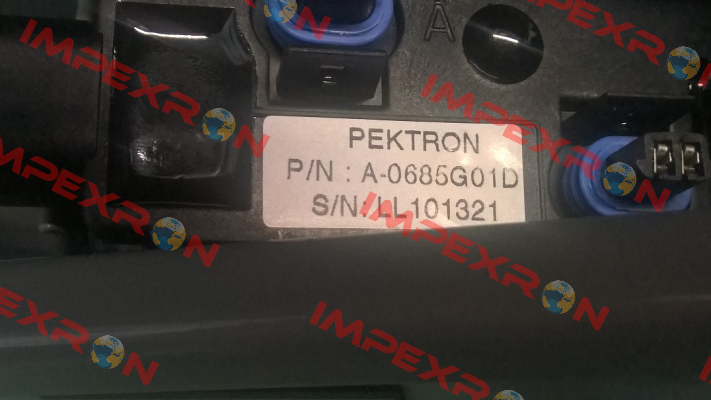 IMPEXRON
IMPEXRON
IMPEXRON
A
PEKTRON
P/N : A-0685G01D
S/N: LL101321
IMPEXRON
IMPEXRON
IMPEXRON
IMPEXRON